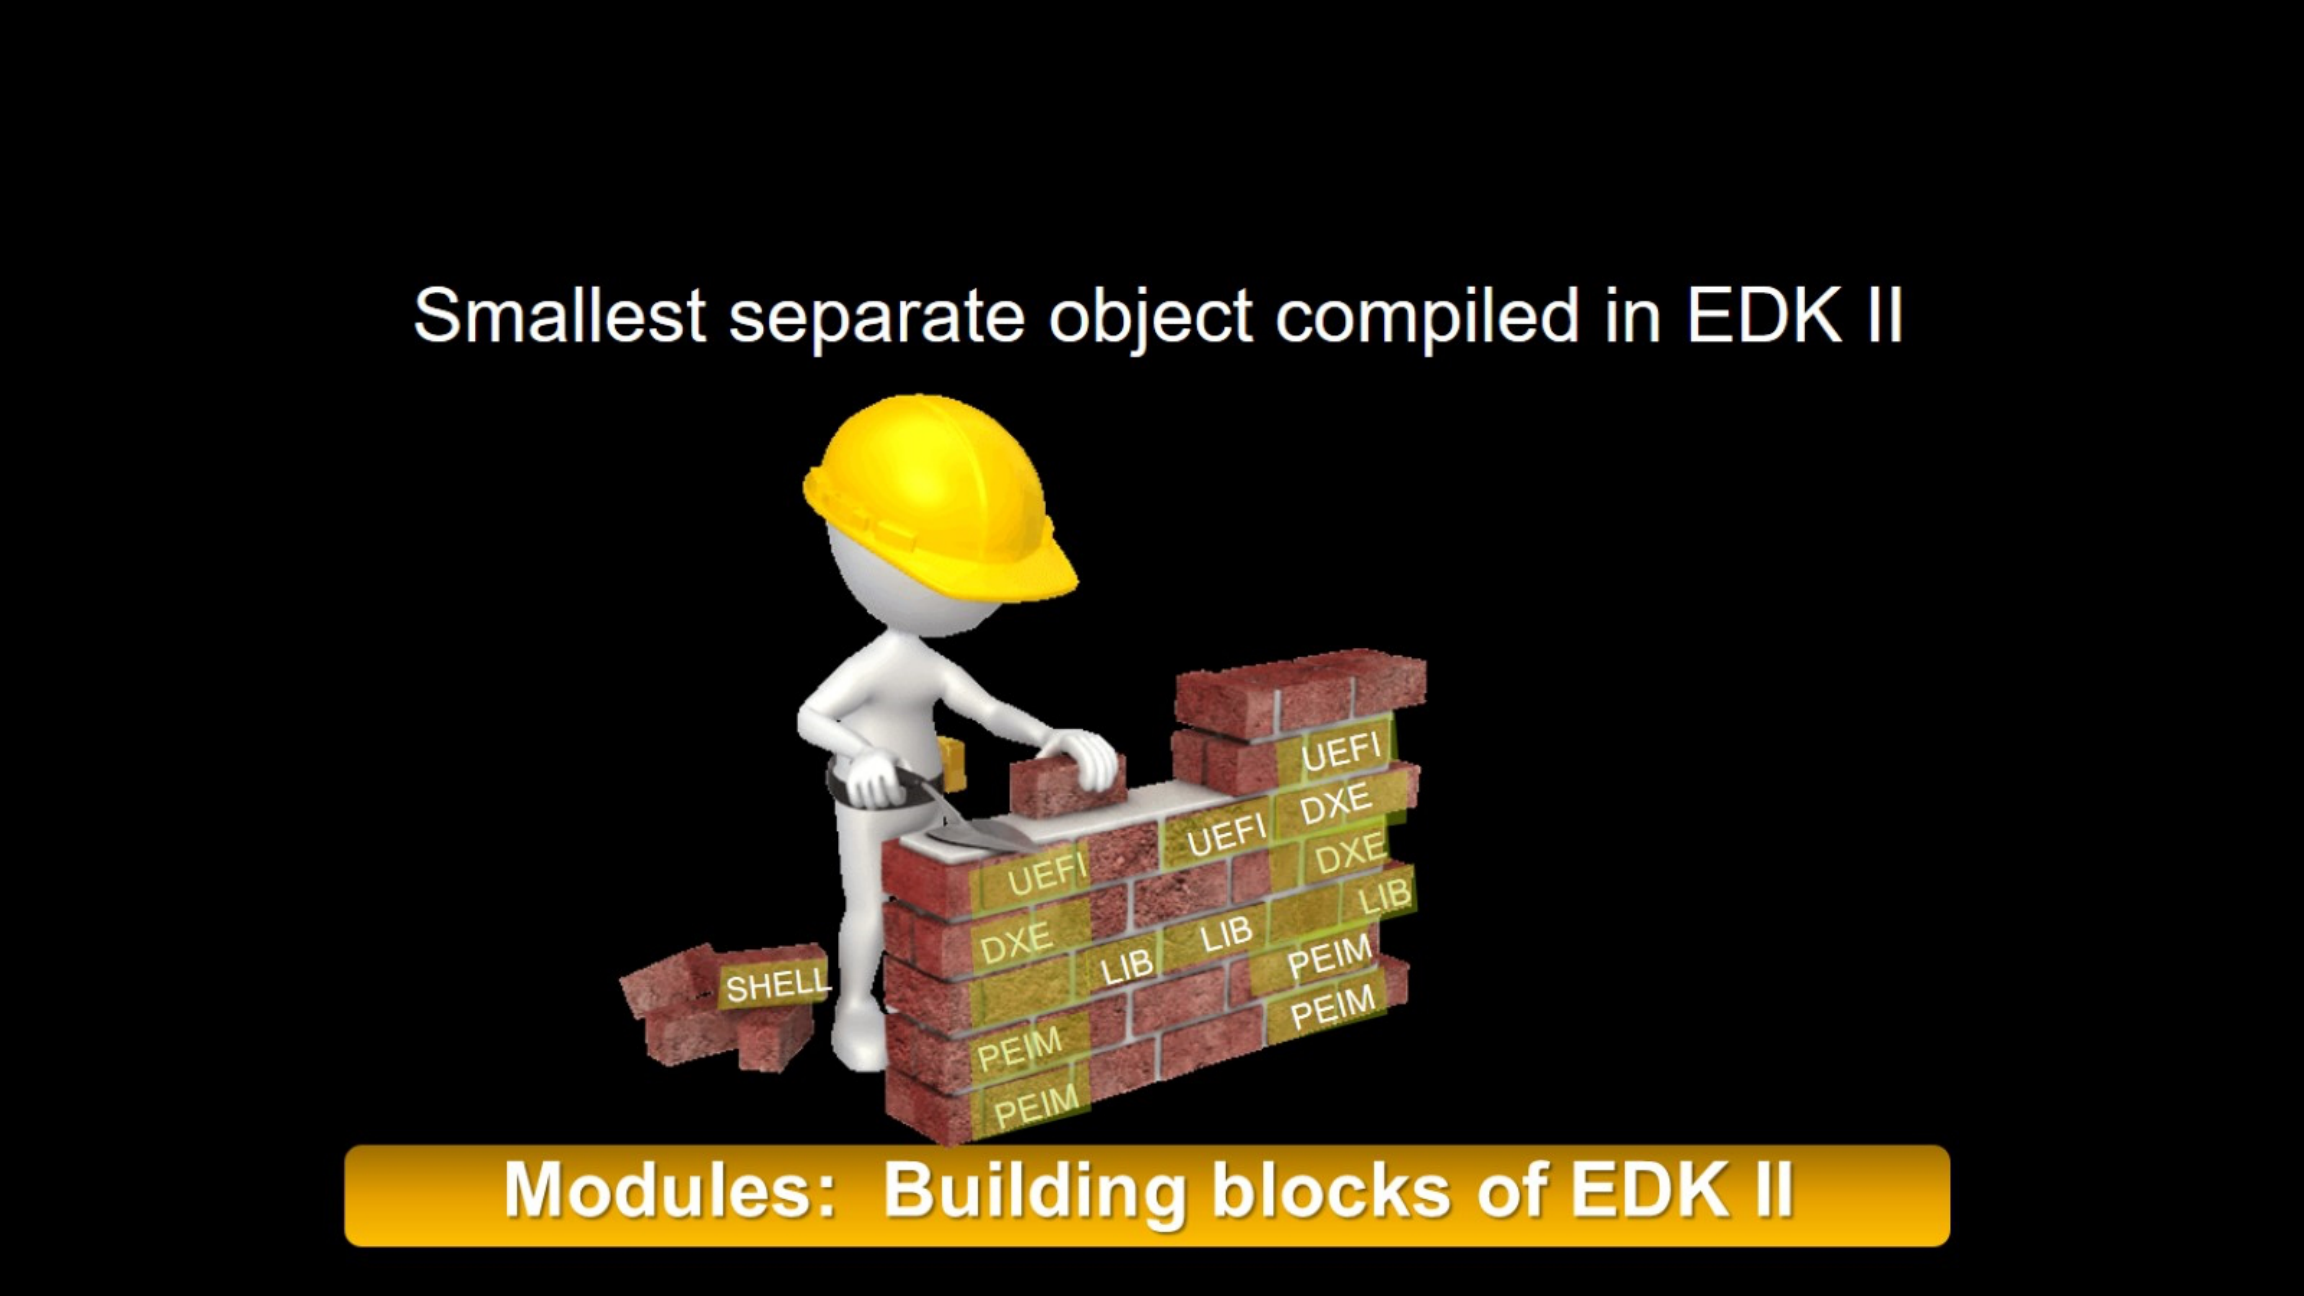 Smallest separate object compiled in EDK II
UEFI
DXE
UEFI
DXE
UEFI
LIB
DXE
LIB
PEIM
LIB
SHELL
PEIM
PEIM
PEIM
Modules: Building blocks of EDK II